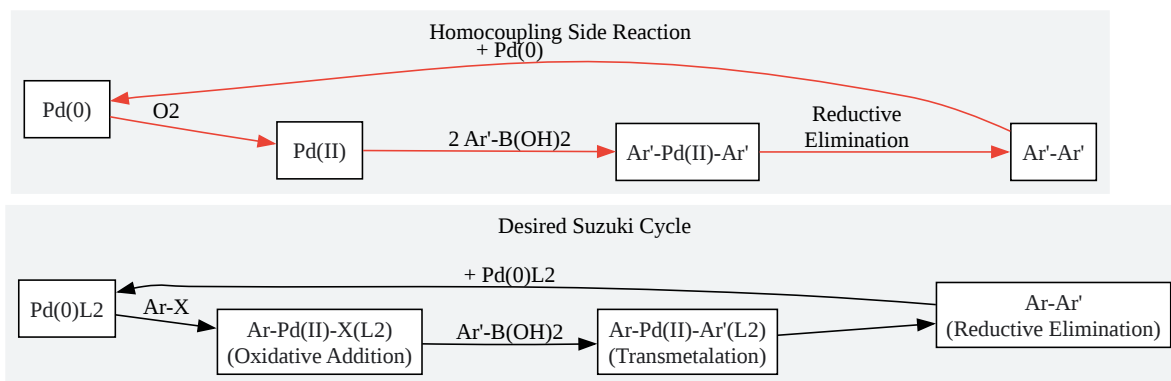 Homocoupling Side Reaction
+ Pd(0)
Pd(0)
O2
Pd(II)
2 Ar'-B(OH)2
Ar'-Pd(II)-Ar'
Reductive
Elimination
Ar'-Ar'
Desired Suzuki Cycle
+ Pd(0)L2
Pd(0)L2
Ar-X
Ar-Pd(II)-X(L2)
(Oxidative Addition)
Ar'-B(OH)2
Ar-Pd(II)-Ar'(L2)
(Transmetalation)
Ar-Ar'
(Reductive Elimination)